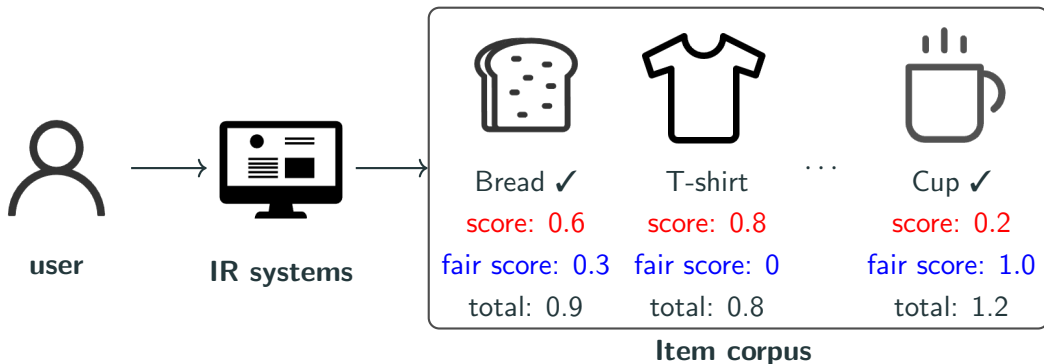 user
IR systems
Bread ✓
score: 0.6
fair score: 0.3
total: 0.9
T-shirt
score: 0.8
fair score: 0
total: 0.8
...
Cup ✓
score: 0.2
fair score: 1.0
total: 1.2
Item corpus